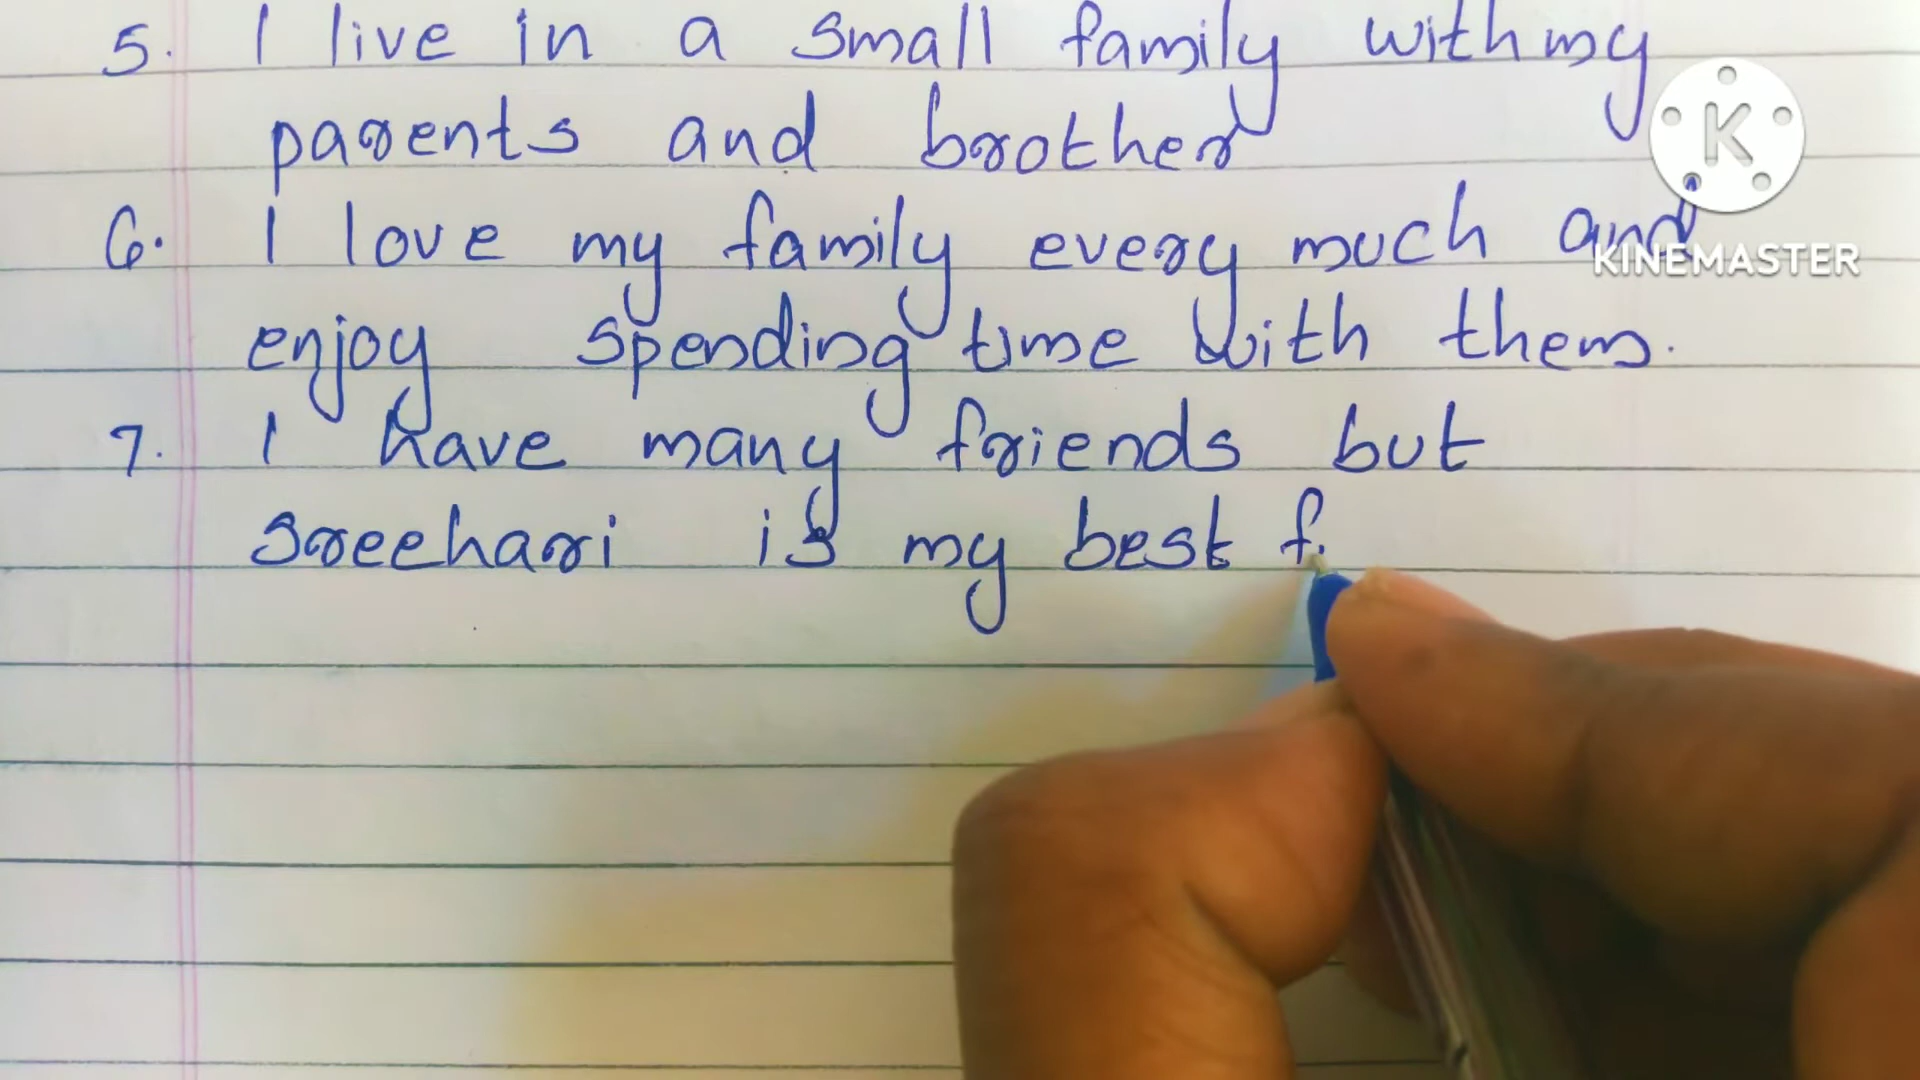 5. I live in a small family with my
parents and brother
6. I love my family every much and
enjoy spending time with them.
7. I have many friends but
sreehari is my best f
K
KINEMASTER